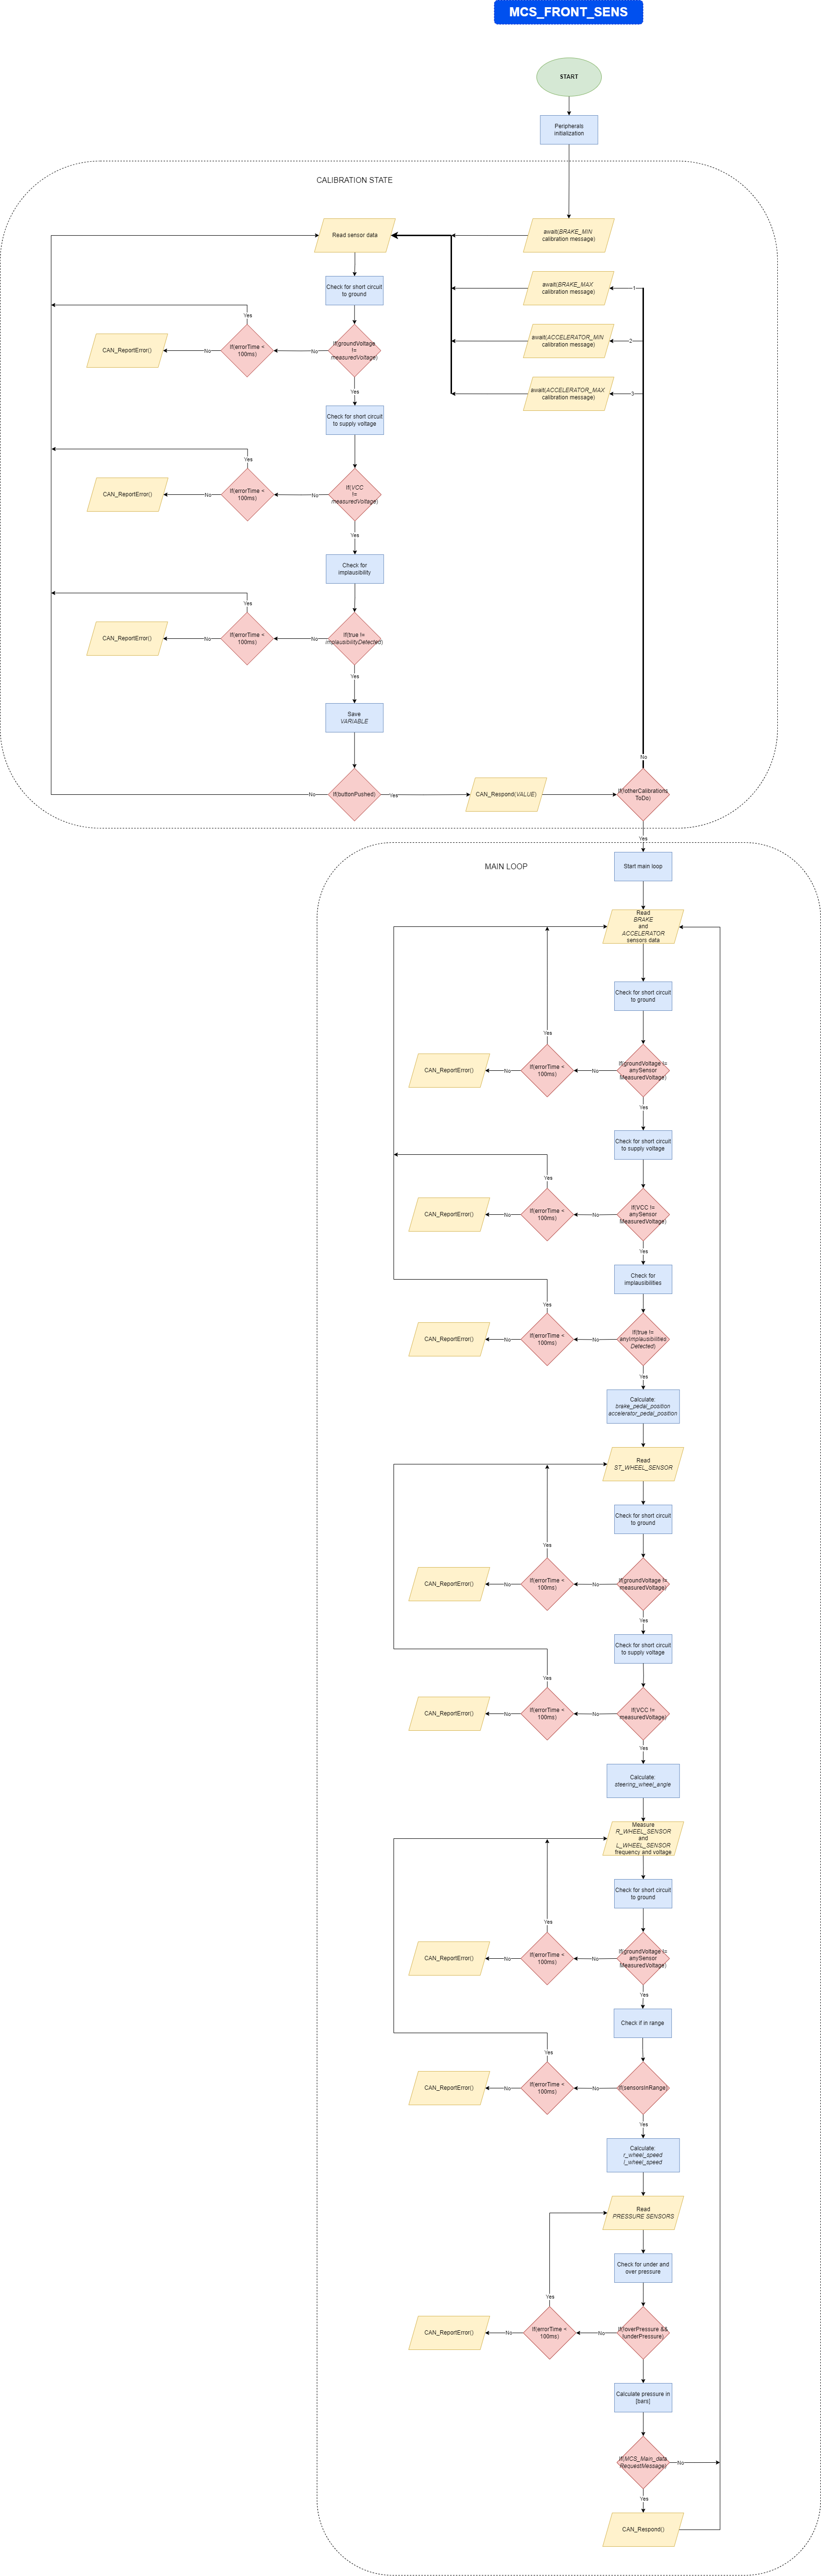 MCS_FRONT_SENS
START
Peripherals
initialization
CALIBRATION STATE
Read sensor data
await(BRAKE_MIN
calibration message)
Check for short circuit
to ground
await(BRAKE_MAX
calibration message)
1
Yes
CAN_ReportError()
No
If(errorTime <
100ms)
No
If(groundVoltage
!=
measuredVoltage)
await(ACCELERATOR_MIN
calibration message)
2
Yes
await(ACCELERATOR_MAX
calibration message)
3
Check for short circuit
to supply voltage
Yes
CAN_ReportError()
No
If(errorTime <
100ms)
No
If(VCC
!=
measuredVoltage)
Yes
Check for
implausibility
Yes
CAN_ReportError()
No
If(errorTime <
100ms)
No
If(true !=
implausibilityDetected)
Yes
Save
VARIABLE
No
No
If(buttonPushed)
Yes
CAN_Respond(VALUE)
If(!otherCalibrations
ToDo)
Yes
MAIN LOOP
Start main loop
Read
BRAKE
and
ACCELERATOR
sensors data
Check for short circuit
to ground
Yes
CAN_ReportError()
No
If(errorTime <
100ms)
No
If(groundVoltage !=
anySensor
MeasuredVoltage)
Yes
Check for short circuit
to supply voltage
Yes
CAN_ReportError()
No
If(errorTime <
100ms)
No
If(VCC !=
anySensor
MeasuredVoltage)
Yes
Check for
implausibilities
Yes
CAN_ReportError()
No
If(errorTime <
100ms)
No
If(true !=
anyImplausibilities
Detected)
Yes
Calculate:
brake_pedal_position
accelerator_pedal_position
Read
ST_WHEEL_SENSOR
Check for short circuit
to ground
Yes
CAN_ReportError()
No
If(errorTime <
100ms)
No
If(groundVoltage !=
measuredVoltage)
Yes
Check for short circuit
to supply voltage
Yes
CAN_ReportError()
No
If(errorTime <
100ms)
No
If(VCC !=
measuredVoltage)
Yes
Calculate:
steering_wheel_angle
Measure
R_WHEEL_SENSOR
and
L_WHEEL_SENSOR
frequency and voltage
Check for short circuit
to ground
Yes
CAN_ReportError()
No
If(errorTime <
100ms)
No
If(groundVoltage !=
anySensor
MeasuredVoltage)
Yes
Check if in range
Yes
CAN_ReportError()
No
If(errorTime <
100ms)
No
If(sensorsInRange)
Yes
Calculate:
r_wheel_speed
l_wheel_speed
Read
PRESSURE SENSORS
Check for under and
over pressure
Yes
CAN_ReportError()
No
If(errorTime <
100ms)
No
If(!overPressure &&
!underPressure)
Calculate pressure in
[bars]
If(MCS_Main_data
RequestMessage)
No
Yes
CAN_Respond()